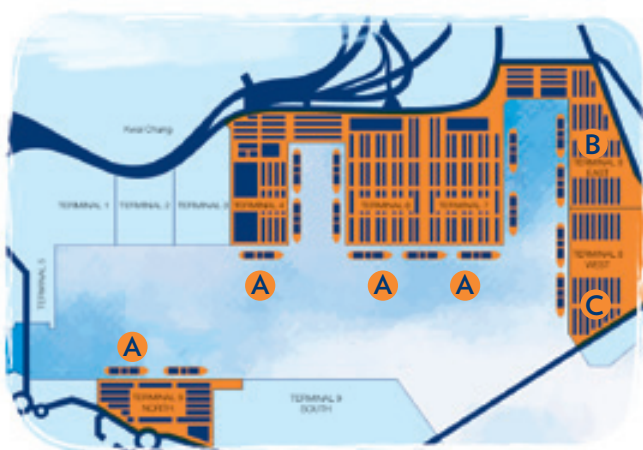 Kwai Chung
B
TERMINAL 8
EAST
TERMINAL 1
TERMINAL 2
TERMINAL 3
TERMINAL 4
TERMINAL 6
TERMINAL 7
TERMINAL 8
WEST
TERMINAL 5
A
A
A
C
A
TERMINAL 9
NORTH
TERMINAL 9
SOUTH